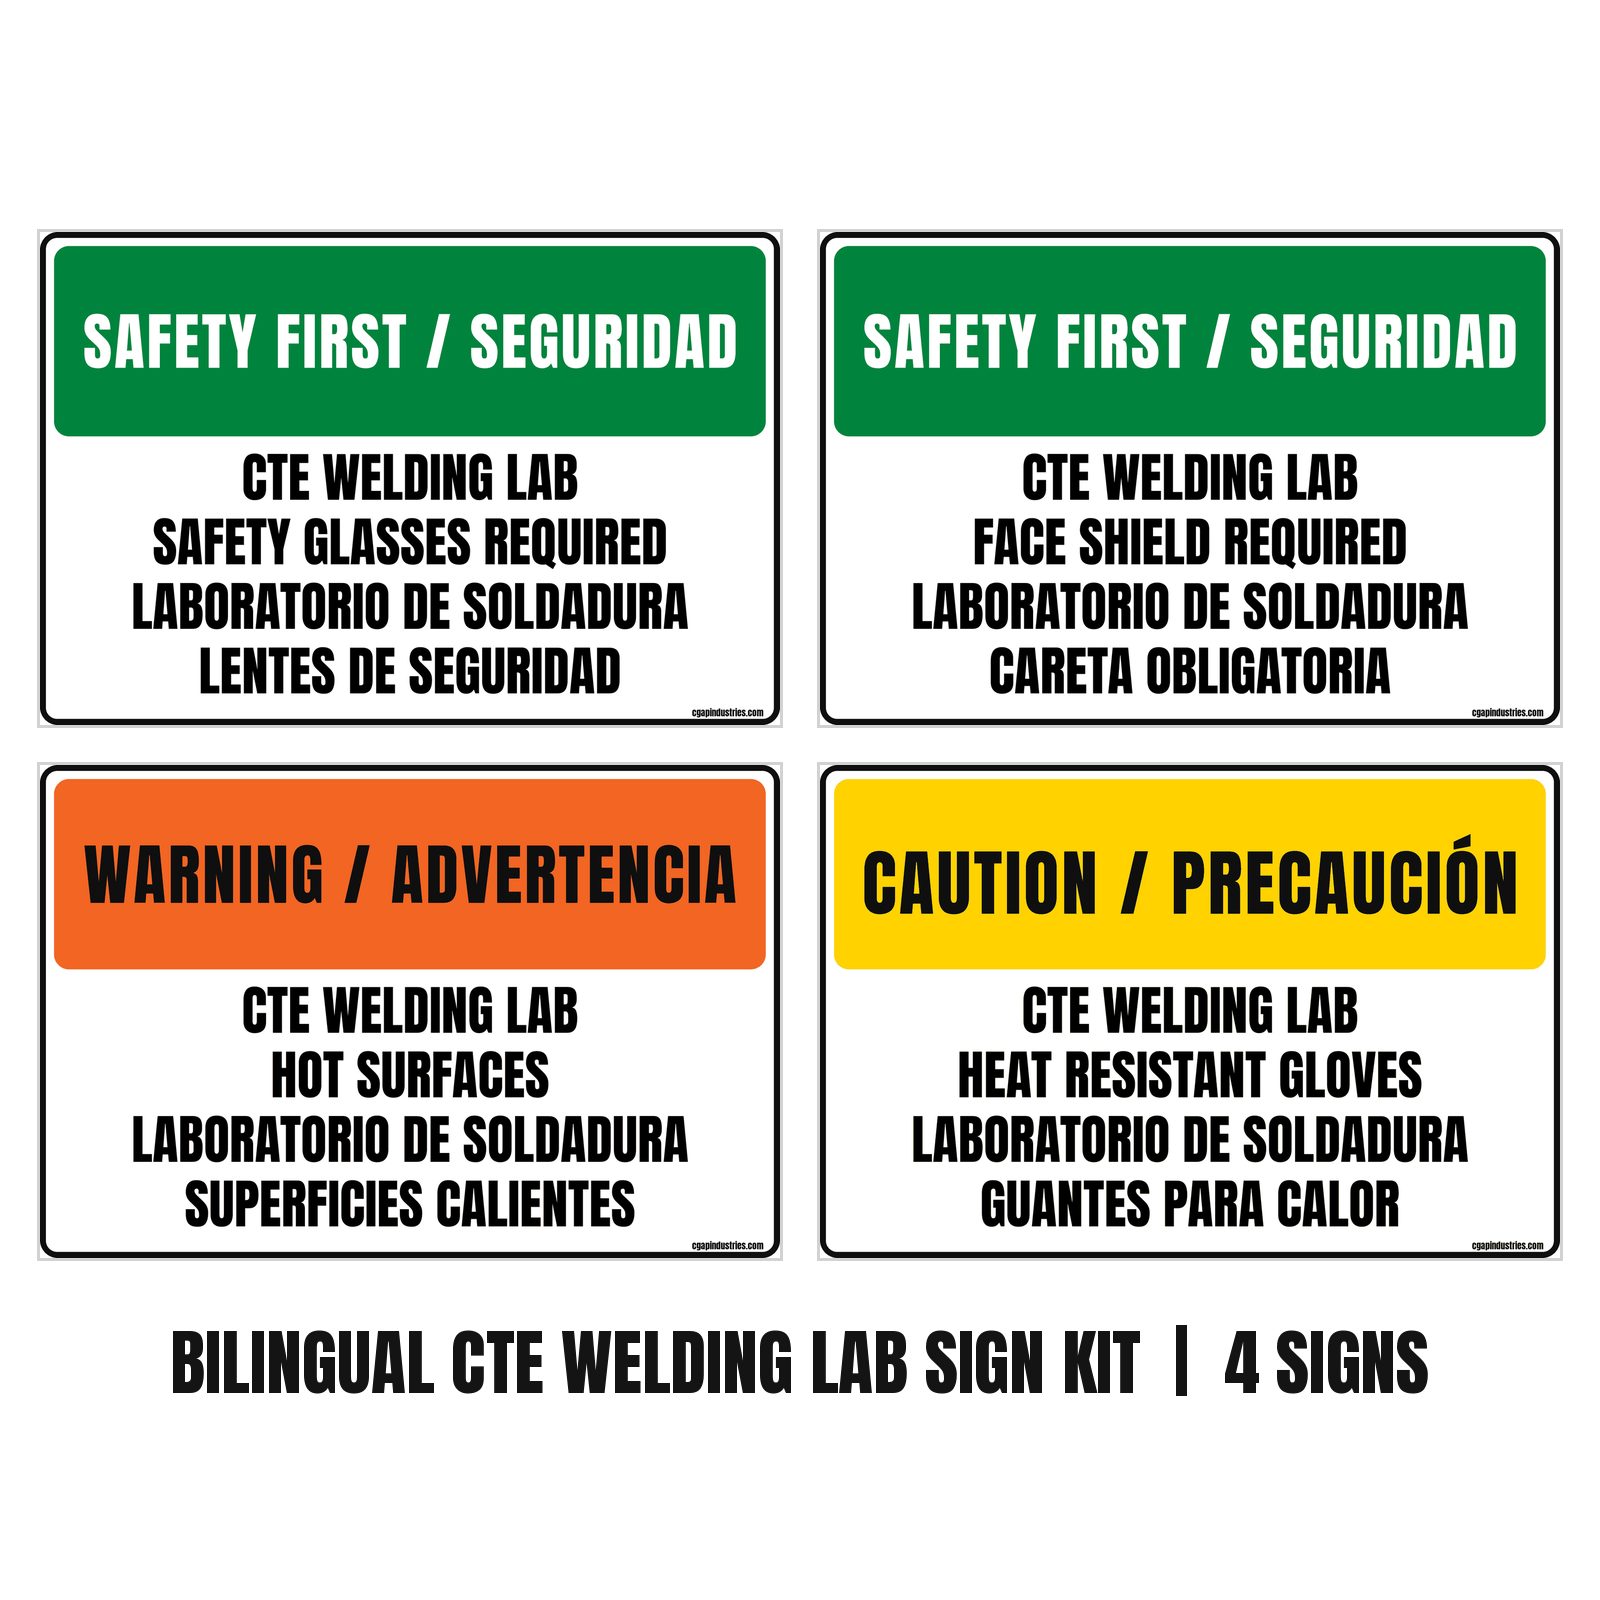 SAFETY FIRST / SEGURIDAD
CTE WELDING LAB
SAFETY GLASSES REQUIRED
LABORATORIO DE SOLDADURA
LENTES DE SEGURIDAD
cgapindustries.com
SAFETY FIRST / SEGURIDAD
CTE WELDING LAB
FACE SHIELD REQUIRED
LABORATORIO DE SOLDADURA
CARETA OBLIGATORIA
cgapindustries.com
WARNING / ADVERTENCIA
CTE WELDING LAB
HOT SURFACES
LABORATORIO DE SOLDADURA
SUPERFICIES CALIENTES
cgapindustries.com
CAUTION / PRECAUCIÓN
CTE WELDING LAB
HEAT RESISTANT GLOVES
LABORATORIO DE SOLDADURA
GUANTES PARA CALOR
cgapindustries.com
BILINGUAL CTE WELDING LAB SIGN KIT | 4 SIGNS